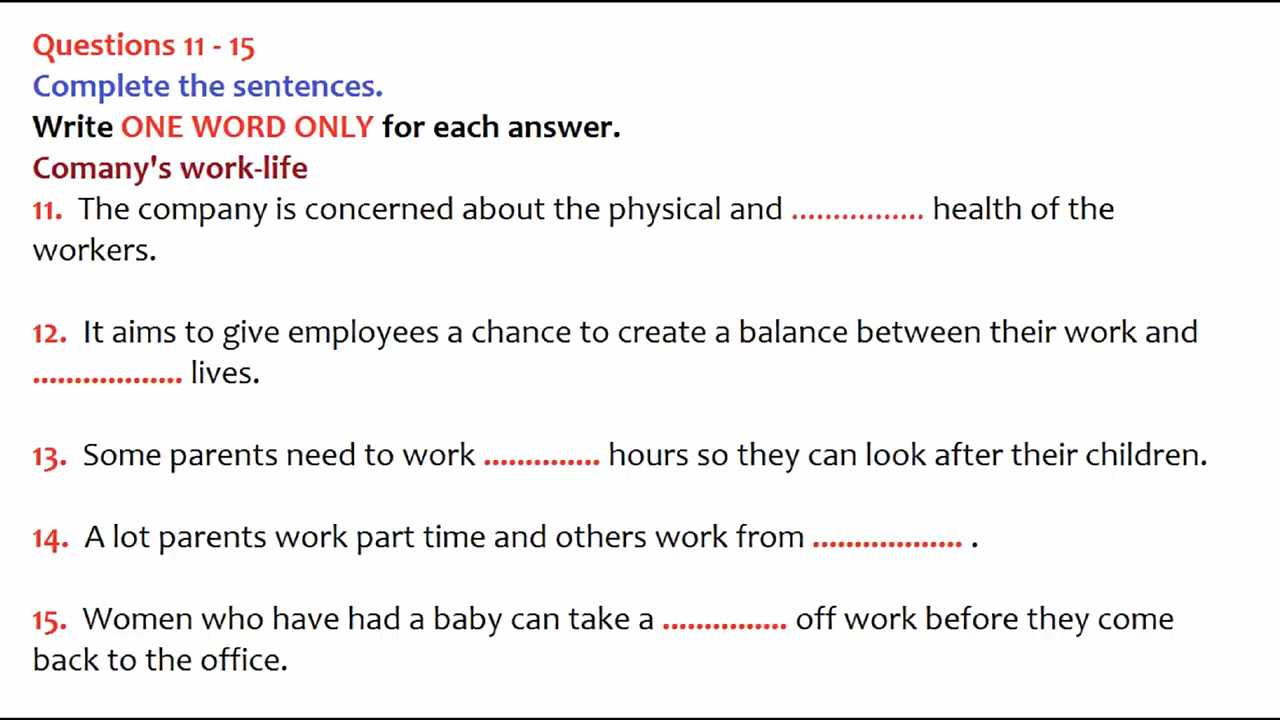 Questions 11 - 15
Complete the sentences.
Write ONE WORD ONLY for each answer.
Comany's work-life
11. The company is concerned about the physical and ................ health of the
workers.
12. It aims to give employees a chance to create a balance between their work and
.................. lives.
13. Some parents need to work .............. hours so they can look after their children.
14. A lot parents work part time and others work from .................. .
15. Women who have had a baby can take a ............... off work before they come
back to the office.